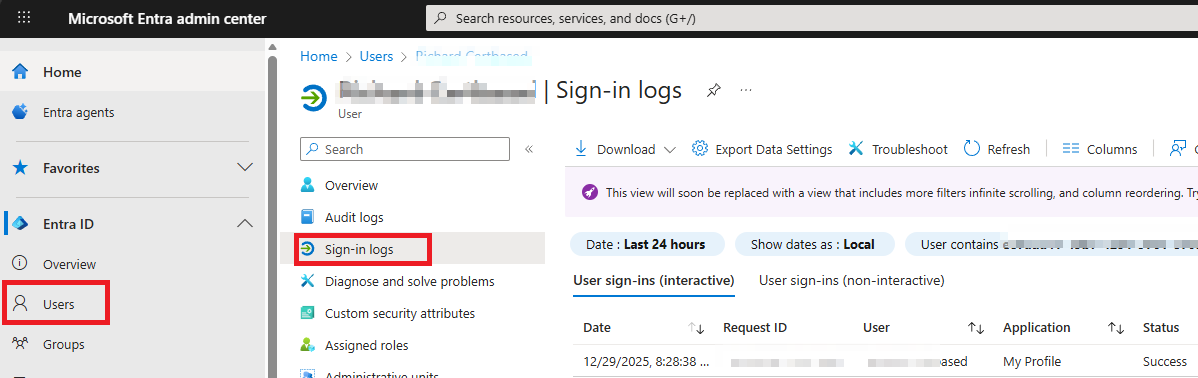 Microsoft Entra admin center
Search resources, services, and docs (G+/)
Home
Entra agents
Favorites
Entra ID
Overview
Users
Groups
Home > Users >
| Sign-in logs
User
Search
Overview
Audit logs
Sign-in logs
Diagnose and solve problems
Custom security attributes
Assigned roles
Administrative units
Download
Export Data Settings
Troubleshoot
Refresh
Columns
This view will soon be replaced with a view that includes more filters infinite scrolling, and column reordering. Try
Date : Last 24 hours
Show dates as : Local
User contains
User sign-ins (interactive)
User sign-ins (non-interactive)
Date Request ID User Application Status
12/29/2025, 8:28:38 ... ased My Profile Success